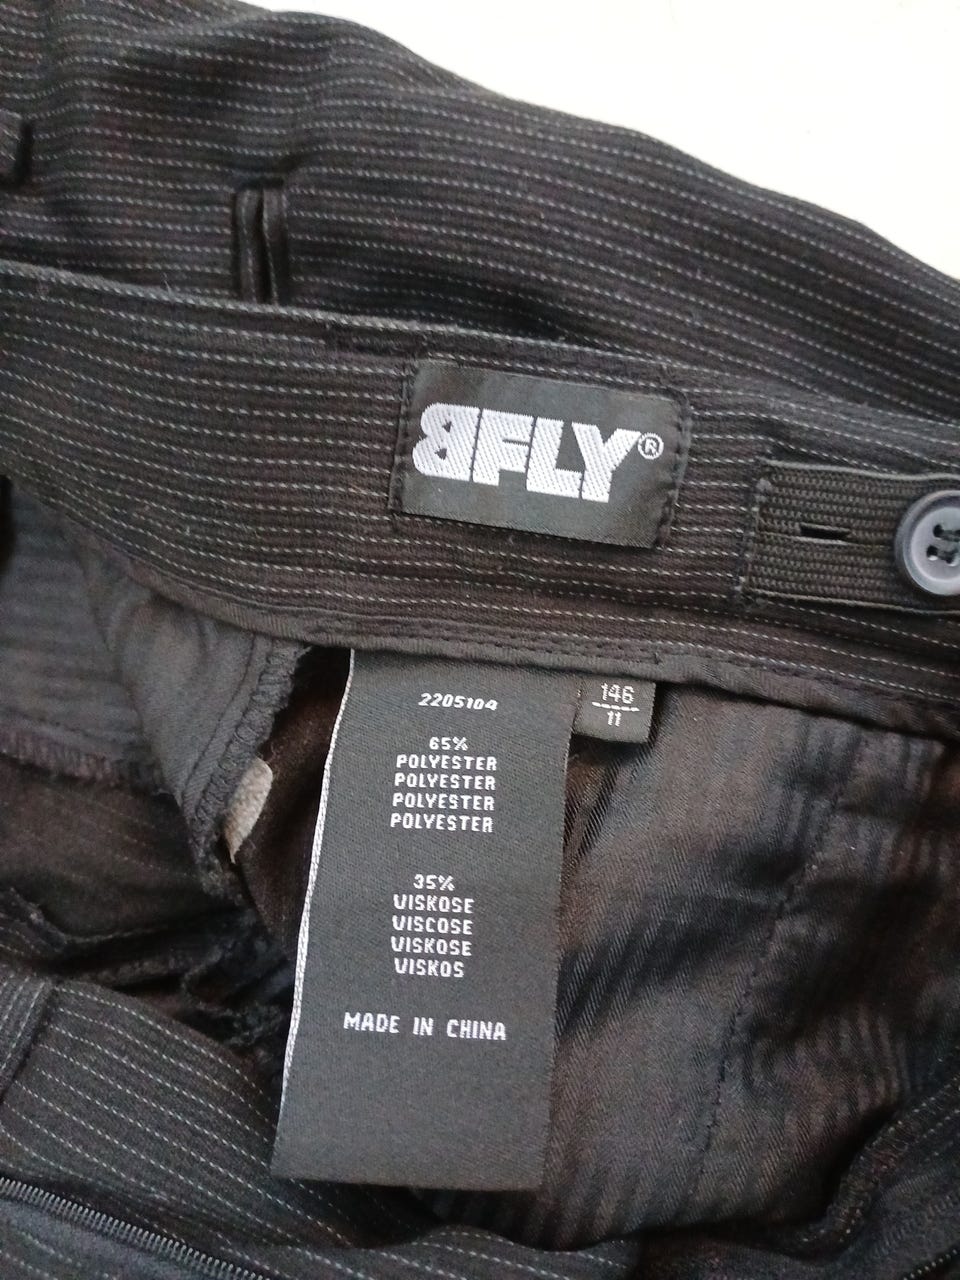 BFLY®
2205104
65%
POLYESTER
POLYESTER
POLYESTER
POLYESTER
35%
VISKOSE
VISCOSE
VISKOSE
VISKOS
MADE IN CHINA
146
11